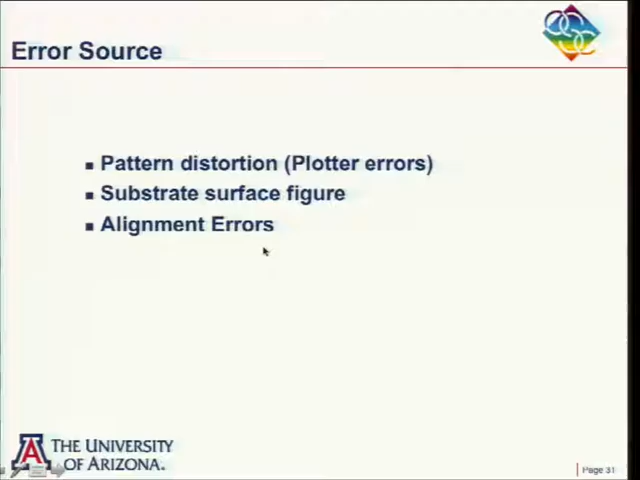 Error Source
Pattern distortion (Plotter errors)
Substrate surface figure
Alignment Errors
THE UNIVERSITY
OF ARIZONA.
Page 31